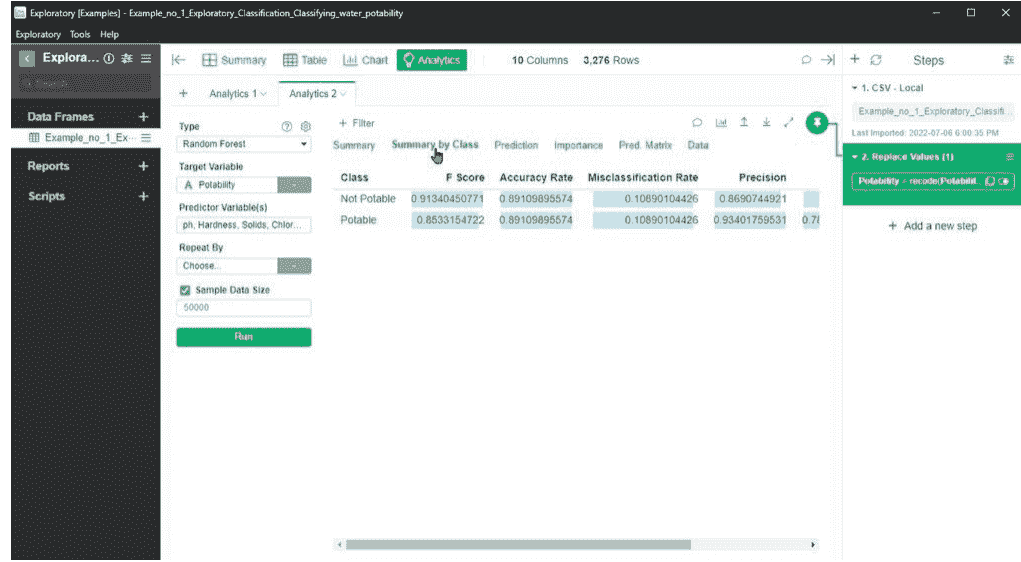 Exploratory [Examples] - Example_no_1_Exploratory_Classification_Classifying_water_potability
Exploratory Tools Help
Explora...
Summary Table Chart Analytics 10 Columns 3,276 Rows
Steps
Analytics 1 Analytics 2
Data Frames +
Example_no_1_Ex...
Reports +
Scripts +
Type
Random Forest
Target Variable
A Potability
Predictor Variable(s)
ph, Hardness, Solids, Chlor...
Repeat By
Choose...
Sample Data Size
50000
Run
+ Filter
Summary Summary by Class Prediction Importance Pred. Matrix Data
Class F Score Accuracy Rate Misclassification Rate Precision
Not Potable 0.91340450771 0.89109895574 0.10890104426 0.8690744921
Potable 0.8533154722 0.89109895574 0.10890104426 0.93401759531 0.78
1. CSV - Local
Example_no_1_Exploratory_Classifi...
Last Imported: 2022-07-06 6:00:35 PM
2. Replace Values (1)
Potability = recode(Potabilit...
+ Add a new step